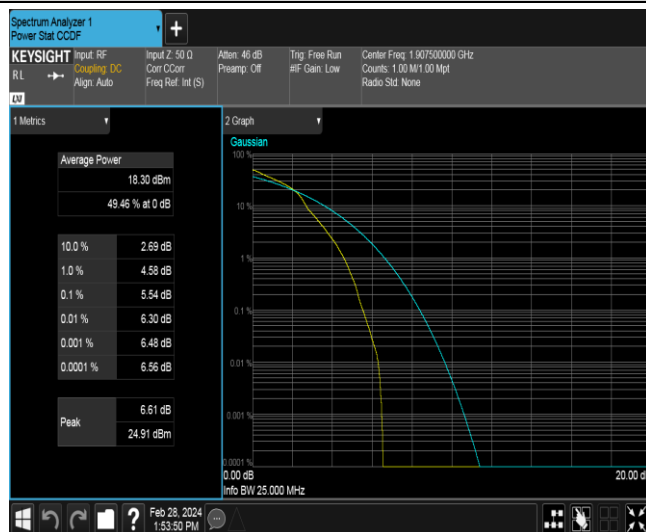 Spectrum Analyzer 1
Power Stat CCDF
+
KEYSIGHT
RL
LXI
Input: RF
Coupling: DC
Align: Auto
Input Z: 50 Ω
Corr CCorr
Freq Ref: Int (S)
Atten: 46 dB
Preamp: Off
Trig: Free Run
#IF Gain: Low
Center Freq: 1.907500000 GHz
Counts: 1.00 M/1.00 Mpt
Radio Std: None
1 Metrics
Average Power
18.30 dBm
49.46 % at 0 dB
10.0 % 2.69 dB
1.0 % 4.58 dB
0.1 % 5.54 dB
0.01 % 6.30 dB
0.001 % 6.48 dB
0.0001 % 6.56 dB
Peak
6.61 dB
24.91 dBm
2 Graph
Gaussian
100 %
10 %
1 %
0.1 %
0.01 %
0.001 %
0.0001 %
0.00 dB
20.00 d
Info BW 25.000 MHz
?
Feb 28, 2024
1:53:50 PM